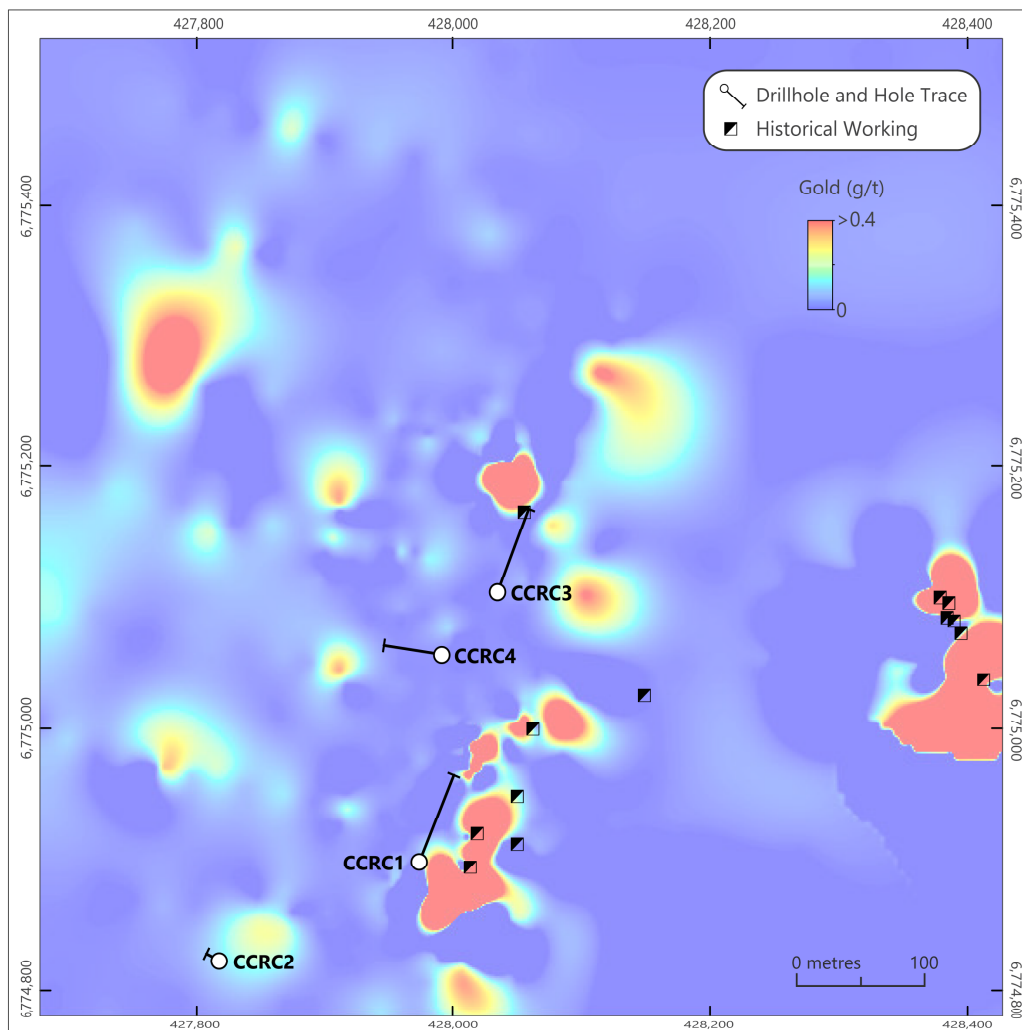 427,800 428,000 428,200 428,400
Drillhole and Hole Trace
Historical Working
Gold (g/t)
>0.4
0
6,775,400 6,775,400
6,775,200 6,775,200
CCRC3
CCRC4
6,775,000 6,775,000
CCRC1
CCRC2
0 metres 100
6,774,800 6,774,800
427,800 428,000 428,200 428,400